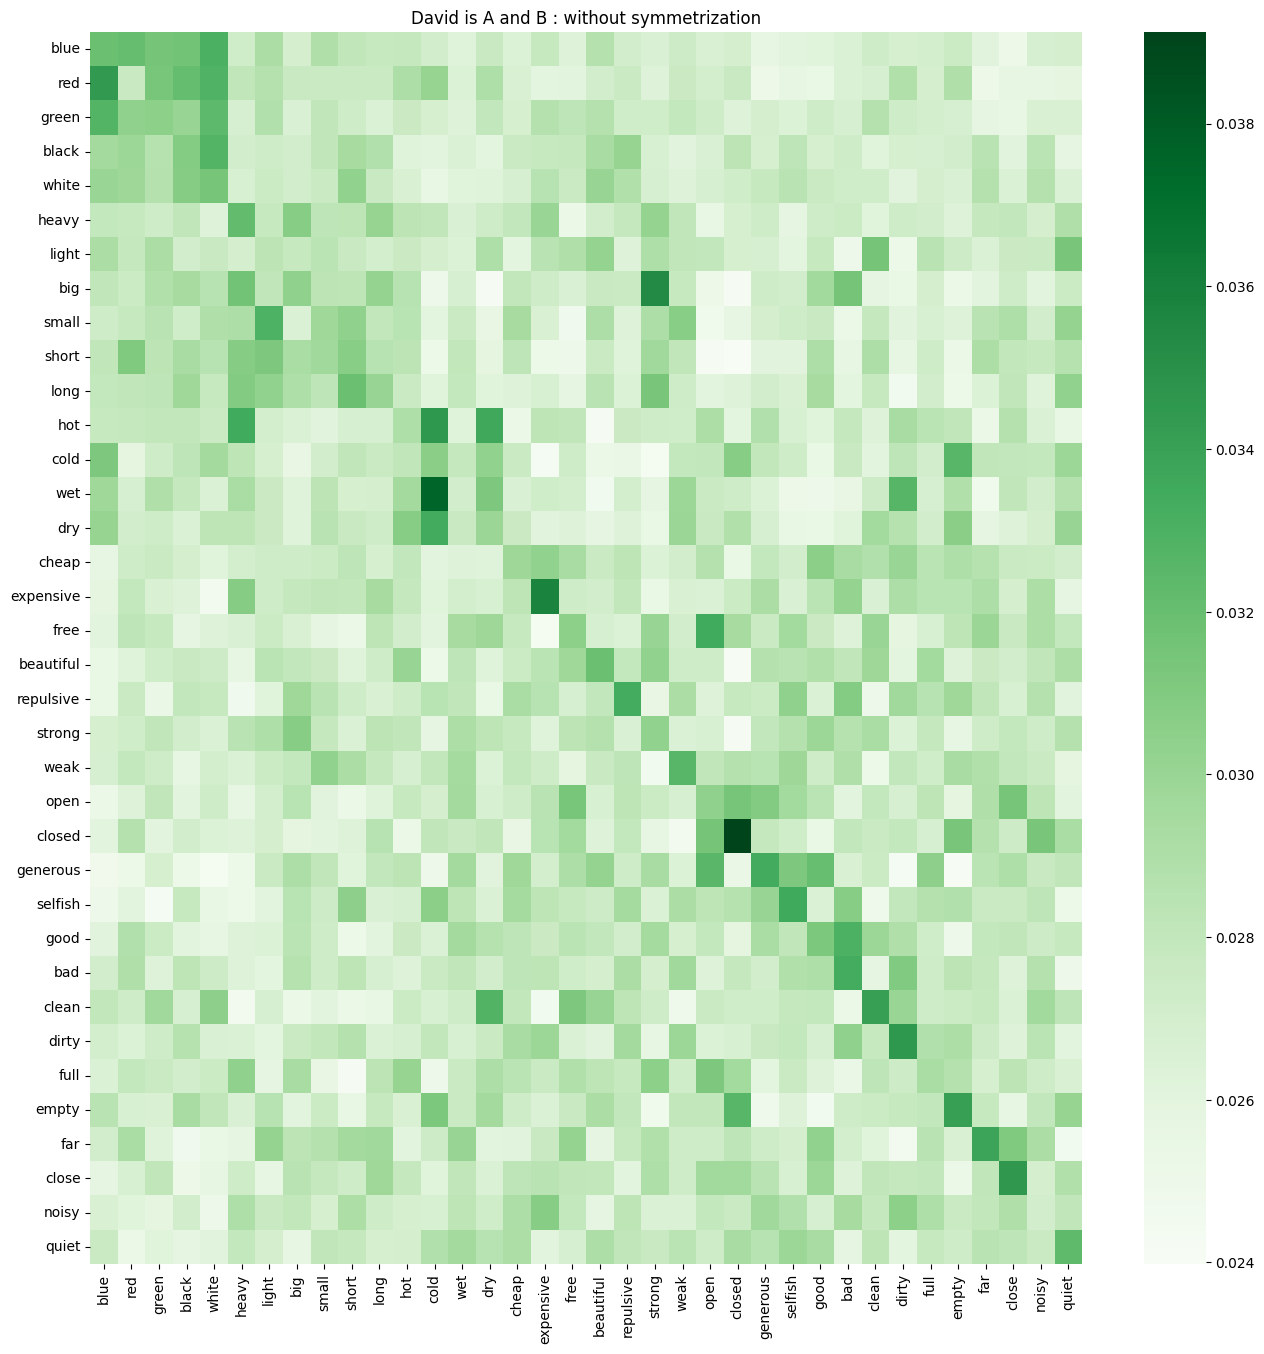 David is A and B : without symmetrization
blue
red
green
black
white
heavy
light
big
small
short
long
hot
cold
wet
dry
cheap
expensive
free
beautiful
repulsive
strong
weak
open
closed
generous
selfish
good
bad
clean
dirty
full
empty
far
close
noisy
quiet
blue
red
green
black
white
heavy
light
big
small
short
long
hot
cold
wet
dry
cheap
expensive
free
beautiful
repulsive
strong
weak
open
closed
generous
selfish
good
bad
clean
dirty
full
empty
far
close
noisy
quiet
0.038
0.036
0.034
0.032
0.030
0.028
0.026
0.024